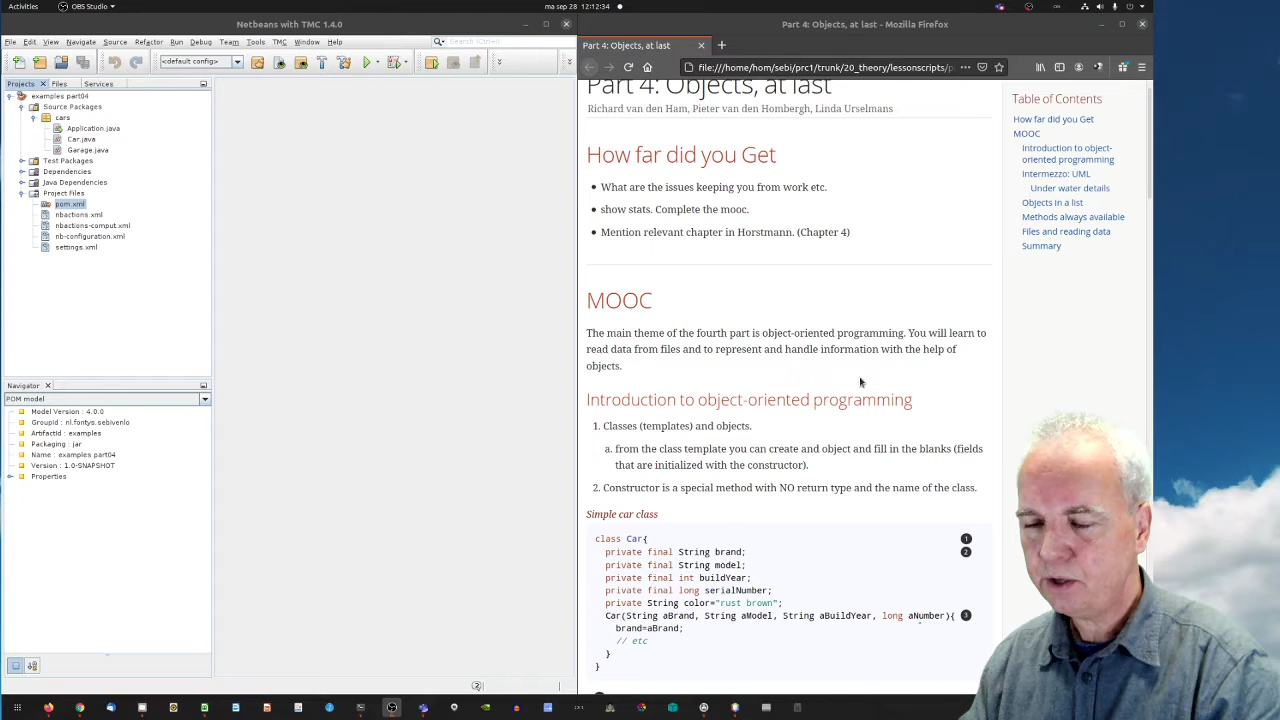 Activities
OBS Studio
ma sep 28 12:12:34
Netbeans with TMC 1.4.0
File Edit View Navigate Source Refactor Run Debug Team Tools TMC Window Help
Search (Ctrl+I)
<default config>
Projects Files Services
examples part04
Source Packages
cars
Application.java
Car.java
Garage.java
Test Packages
Dependencies
Java Dependencies
Project Files
pom.xml
nbactions.xml
nbactions-comput.xml
nb-configuration.xml
settings.xml
Navigator
POM model
Model Version : 4.0.0
GroupId : nl.fontys.sebivenlo
ArtifactId : examples
Packaging : jar
Name : examples part04
Version : 1.0-SNAPSHOT
Properties
Part 4: Objects, at last - Mozilla Firefox
Part 4: Objects, at last
file:///home/hom/sebi/prc1/trunk/20_theory/lessonscripts/p
Part 4: Objects, at last
Richard van den Ham, Pieter van den Hombergh, Linda Urselmans
How far did you Get
What are the issues keeping you from work etc.
show stats. Complete the mooc.
Mention relevant chapter in Horstmann. (Chapter 4)
MOOC
The main theme of the fourth part is object-oriented programming. You will learn to
read data from files and to represent and handle information with the help of
objects.
Introduction to object-oriented programming
1. Classes (templates) and objects.
a. from the class template you can create and object and fill in the blanks (fields
that are initialized with the constructor).
2. Constructor is a special method with NO return type and the name of the class.
Simple car class
class Car{ 1
private final String brand; 2
private final String model;
private final int buildYear;
private final long serialNumber;
private String color="rust brown";
Car(String aBrand, String aModel, String aBuildYear, long aNumber){ 3
brand=aBrand;
// etc
}
}
Table of Contents
How far did you Get
MOOC
Introduction to object-
oriented programming
Intermezzo: UML
Under water details
Objects in a list
Methods always available
Files and reading data
Summary